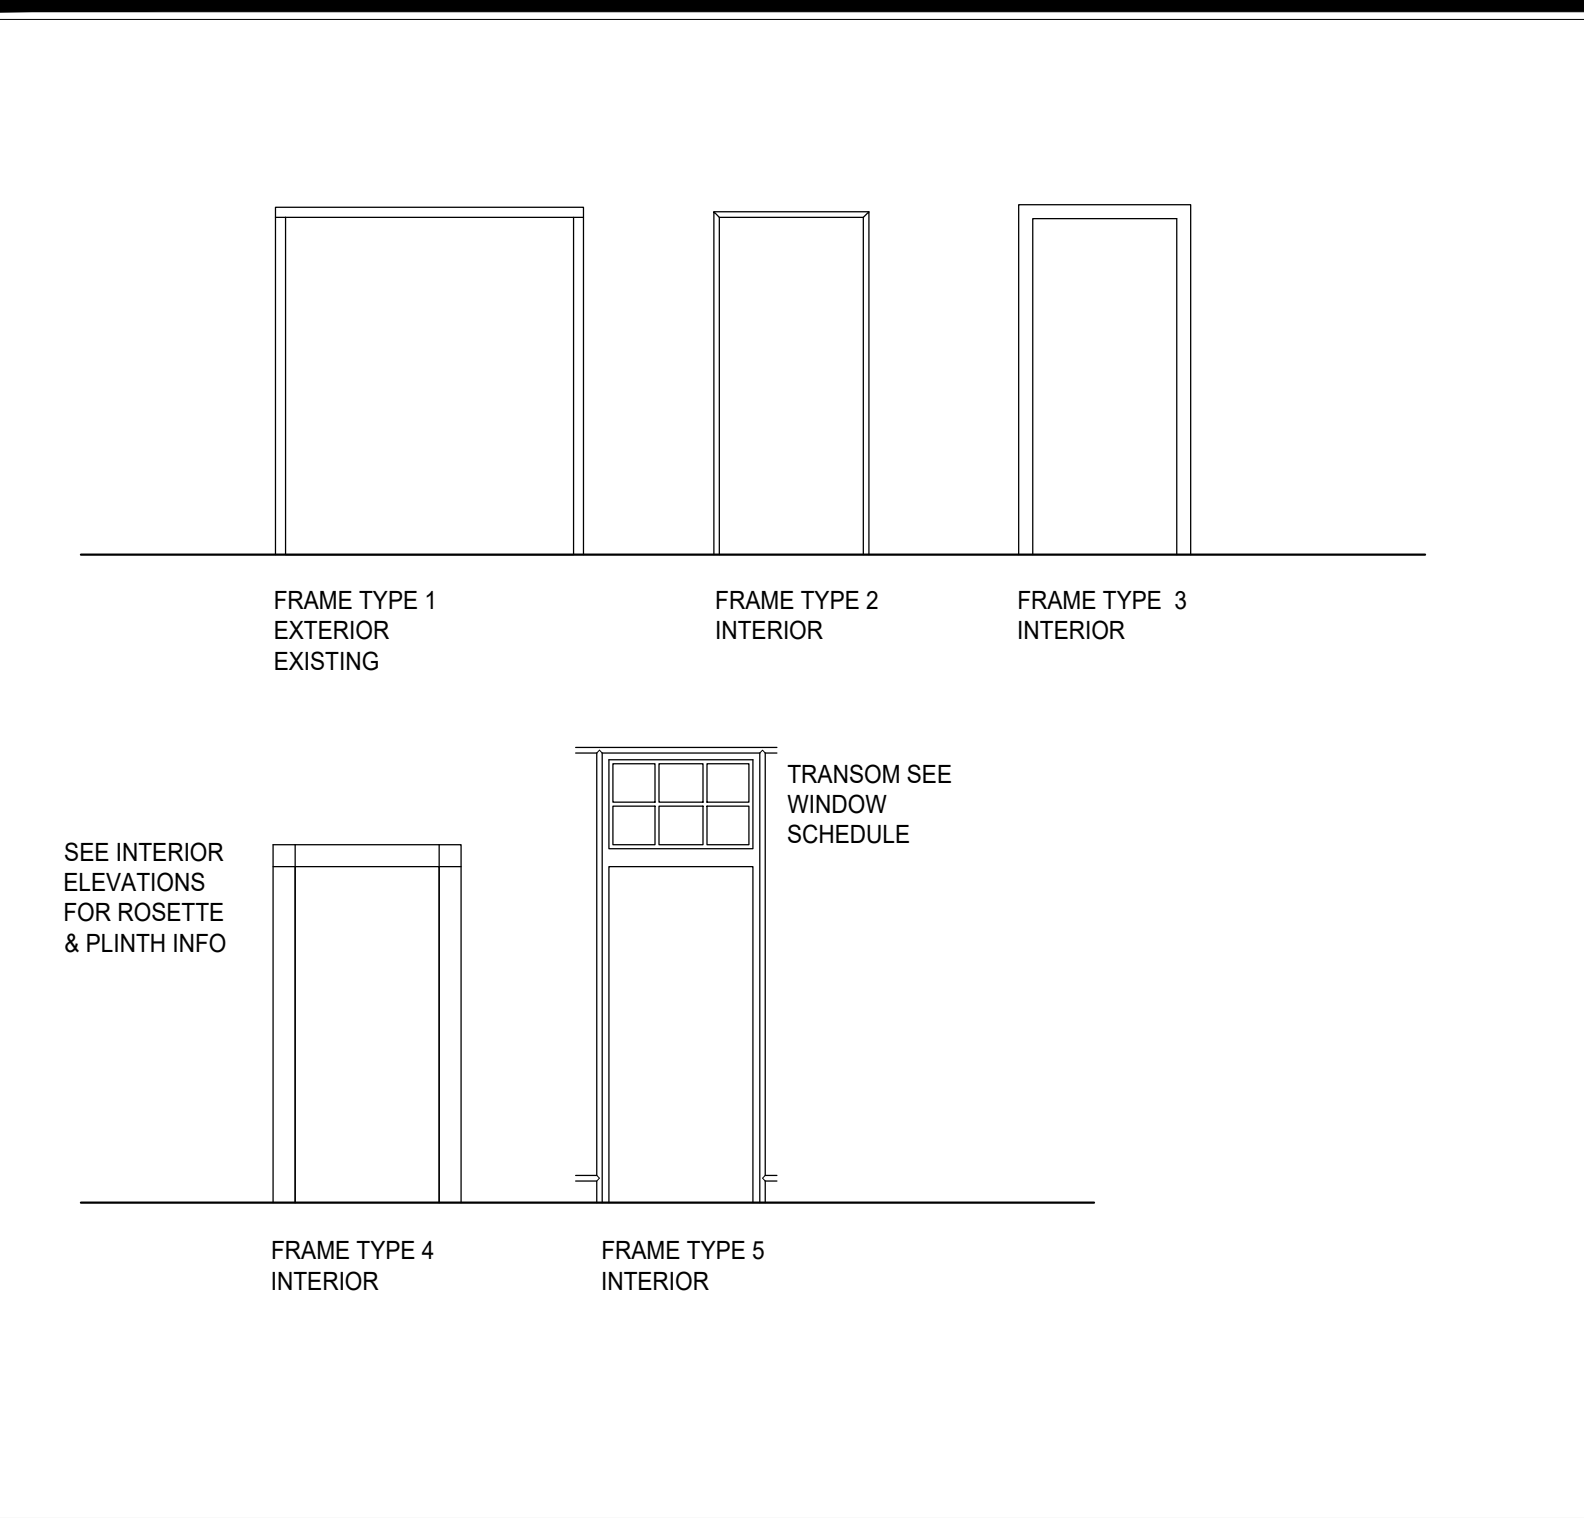 FRAME TYPE 1
EXTERIOR
EXISTING
FRAME TYPE 2
INTERIOR
FRAME TYPE  3
INTERIOR
TRANSOM SEE
WINDOW
SCHEDULE
SEE INTERIOR
ELEVATIONS
FOR ROSETTE
& PLINTH INFO
FRAME TYPE 4
INTERIOR
FRAME TYPE 5
INTERIOR